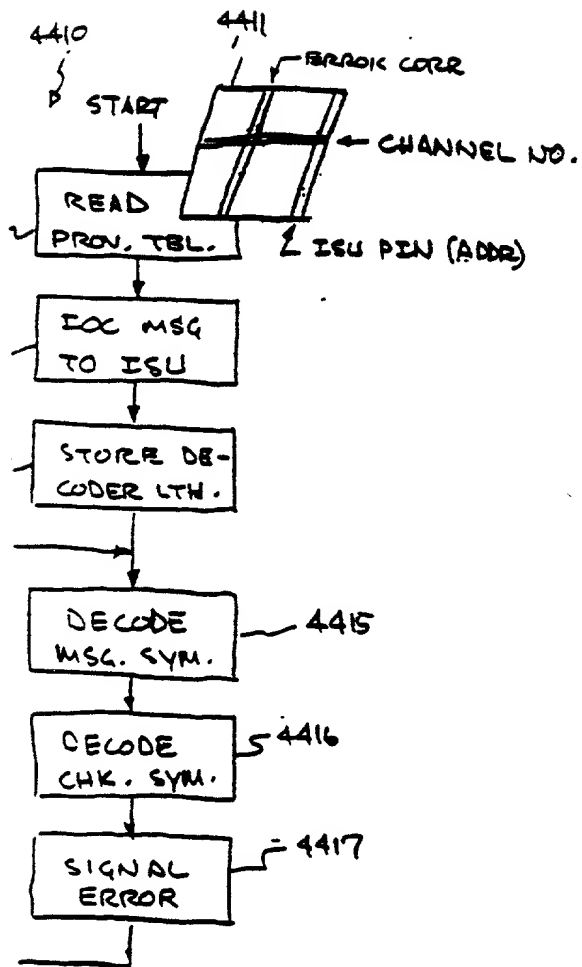 4410
4411
ERROR CORR
START
CHANNEL NO.
READ
PROV. TBL.
ISU PIN (ADDR)
IOC MSG
TO ISU
STORE DE-
CODER LTH.
DECODE
MSG. SYM.
4415
DECODE
CHK. SYM.
4416
SIGNAL
ERROR
4417